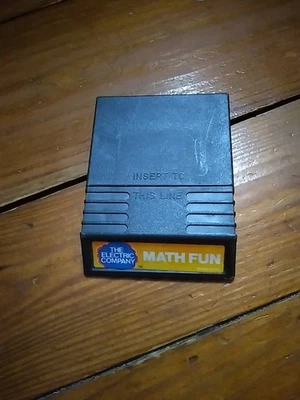 INSERT TO
THIS LINE
THE
ELECTRIC
COMPANY
MATH FUN